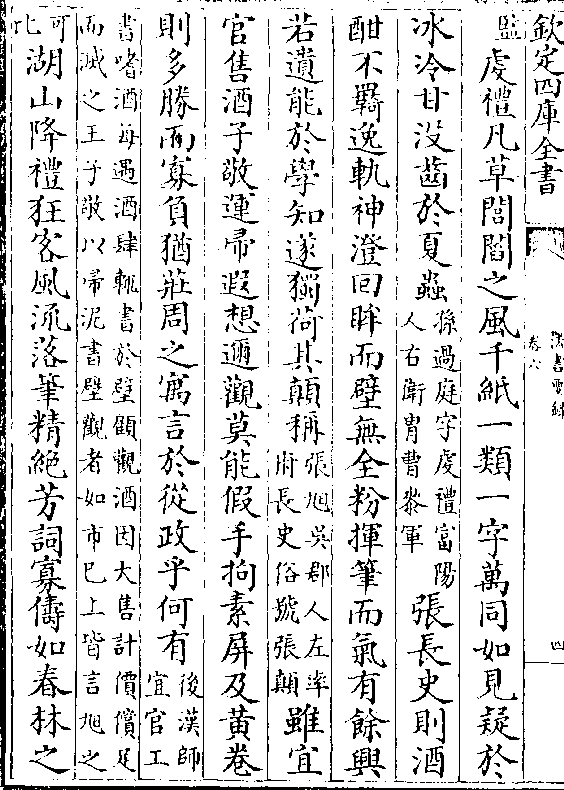 欽定四庫全書
法書要録
卷六
四
監虔禮凡草閭閻之風千紙一類一字萬同如見疑於
冰冷甘没齒於夏蟲孫過庭字虔禮富陽人右衛胄曹叅軍張長史則酒
酣不羈逸軌神澄回眸而壁無全粉揮筆而氣有餘興
若遺能於學知遂獨荷其顛稱張旭吳郡人左率府長史俗號張顛雖宜
官售酒子敬運帚遐想邇觀莫能假手拘素屏及黄卷
則多勝而寡負猶莊周之寓言於從政乎何有後漢師宜官工
書嗜酒每遇酒肆輒書於壁顧觀酒因大售計價償足
而滅之王子敬以帚泥書壁觀者如市巳上皆言旭之
可比湖山降禮狂客風流落筆精絶芳詞寡儔如春林之